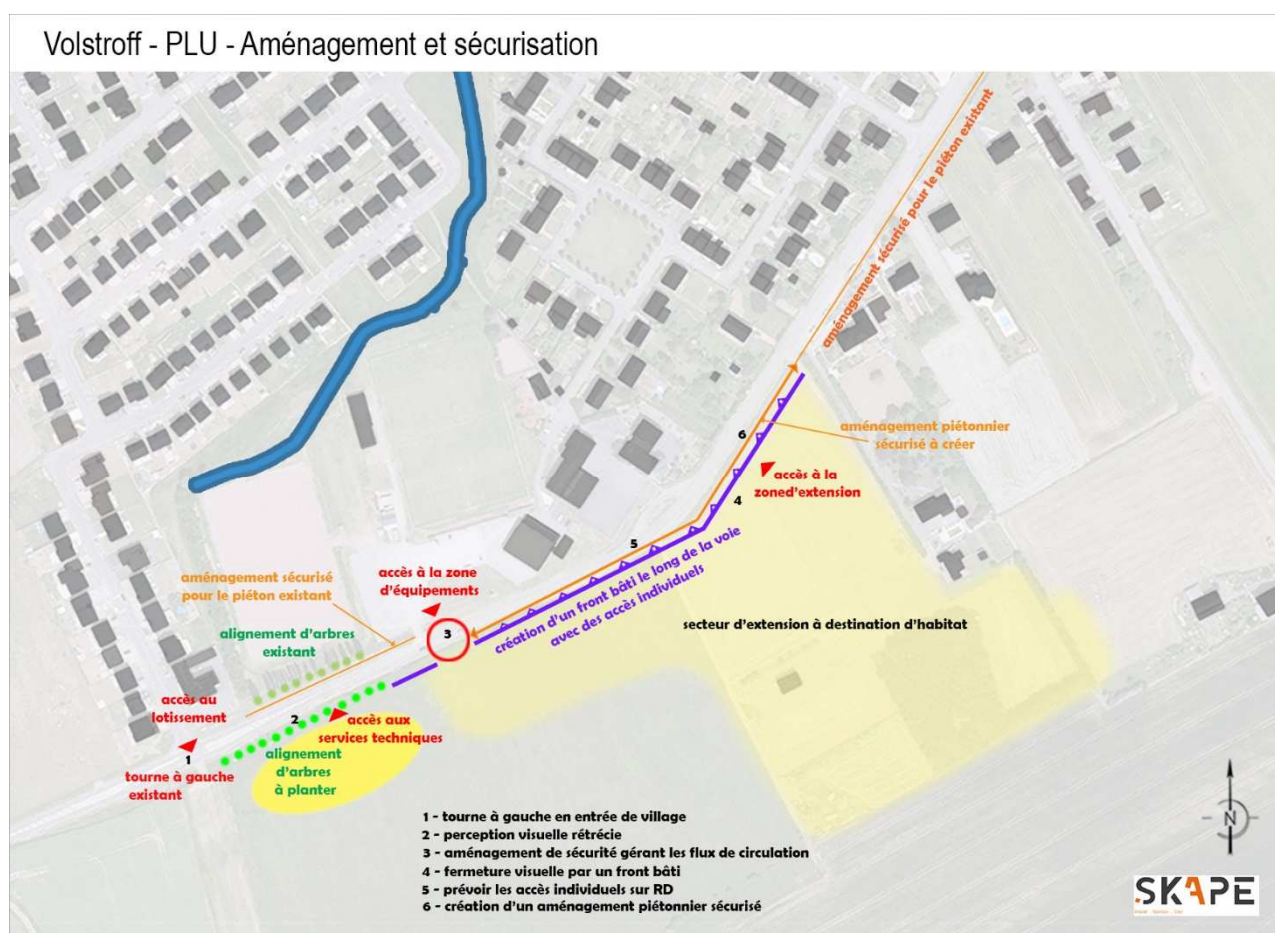 Volstroff - PLU - Aménagement et sécurisation
aménagement sécurisé pour le piéton existant
aménagement piétonnier
sécurisé à créer
6
accès à la
zoned'extension
4
5
création d'un front bâti le long de la voie
avec des accès individuels
accès à la zone
d'équipements
aménagement sécurisé
pour le piéton existant
3
alignement d'arbres
existant
secteur d'extension à destination d'habitat
accès au
lotissement
2
accès aux
services techniques
1
tourne à gauche
existant
alignement
d'arbres
à planter
1 - tourne à gauche en entrée de village
2 - perception visuelle rétrécie
3 - aménagement de sécurité gérant les flux de circulation
4 - fermeture visuelle par un front bâti
5 - prévoir les accès individuels sur RD
6 - création d'un aménagement piétonnier sécurisé
N
SKAPE